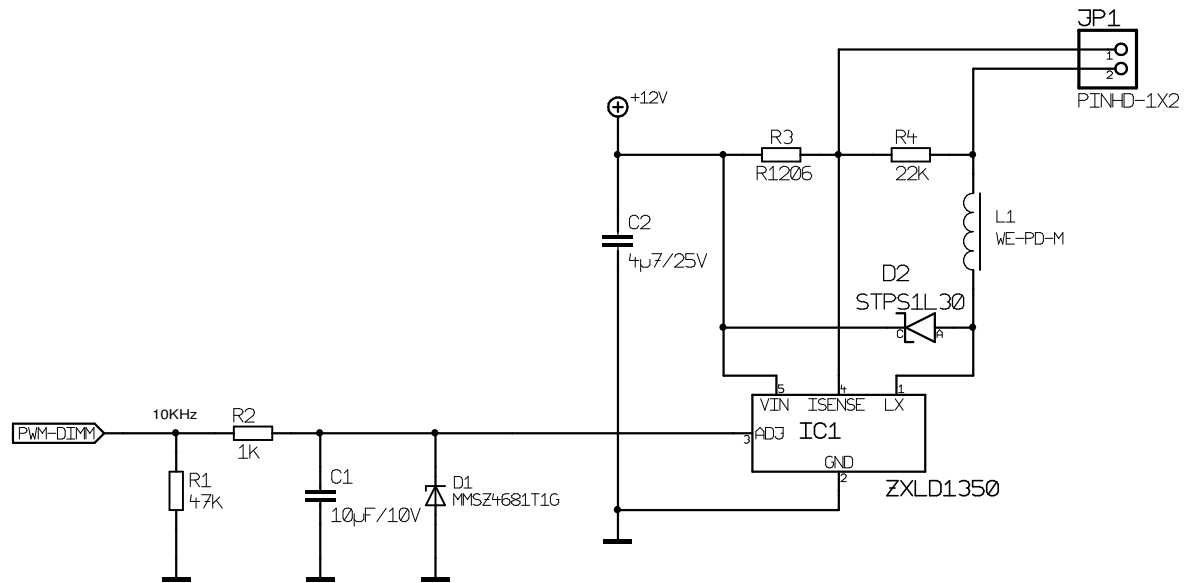 JP1
1
2
PINHD-1X2
+12V
R3
R1206
R4
22K
C2
4µ7/25V
L1
WE-PD-M
D2
STPS1L30
C
A
5
4
1
VIN
ISENSE
LX
10KHz
R2
1K
PWM-DIMM
3
ADJ
IC1
GND
2
ZXLD1350
R1
47K
C1
10µF/10V
D1
MMSZ4681T1G